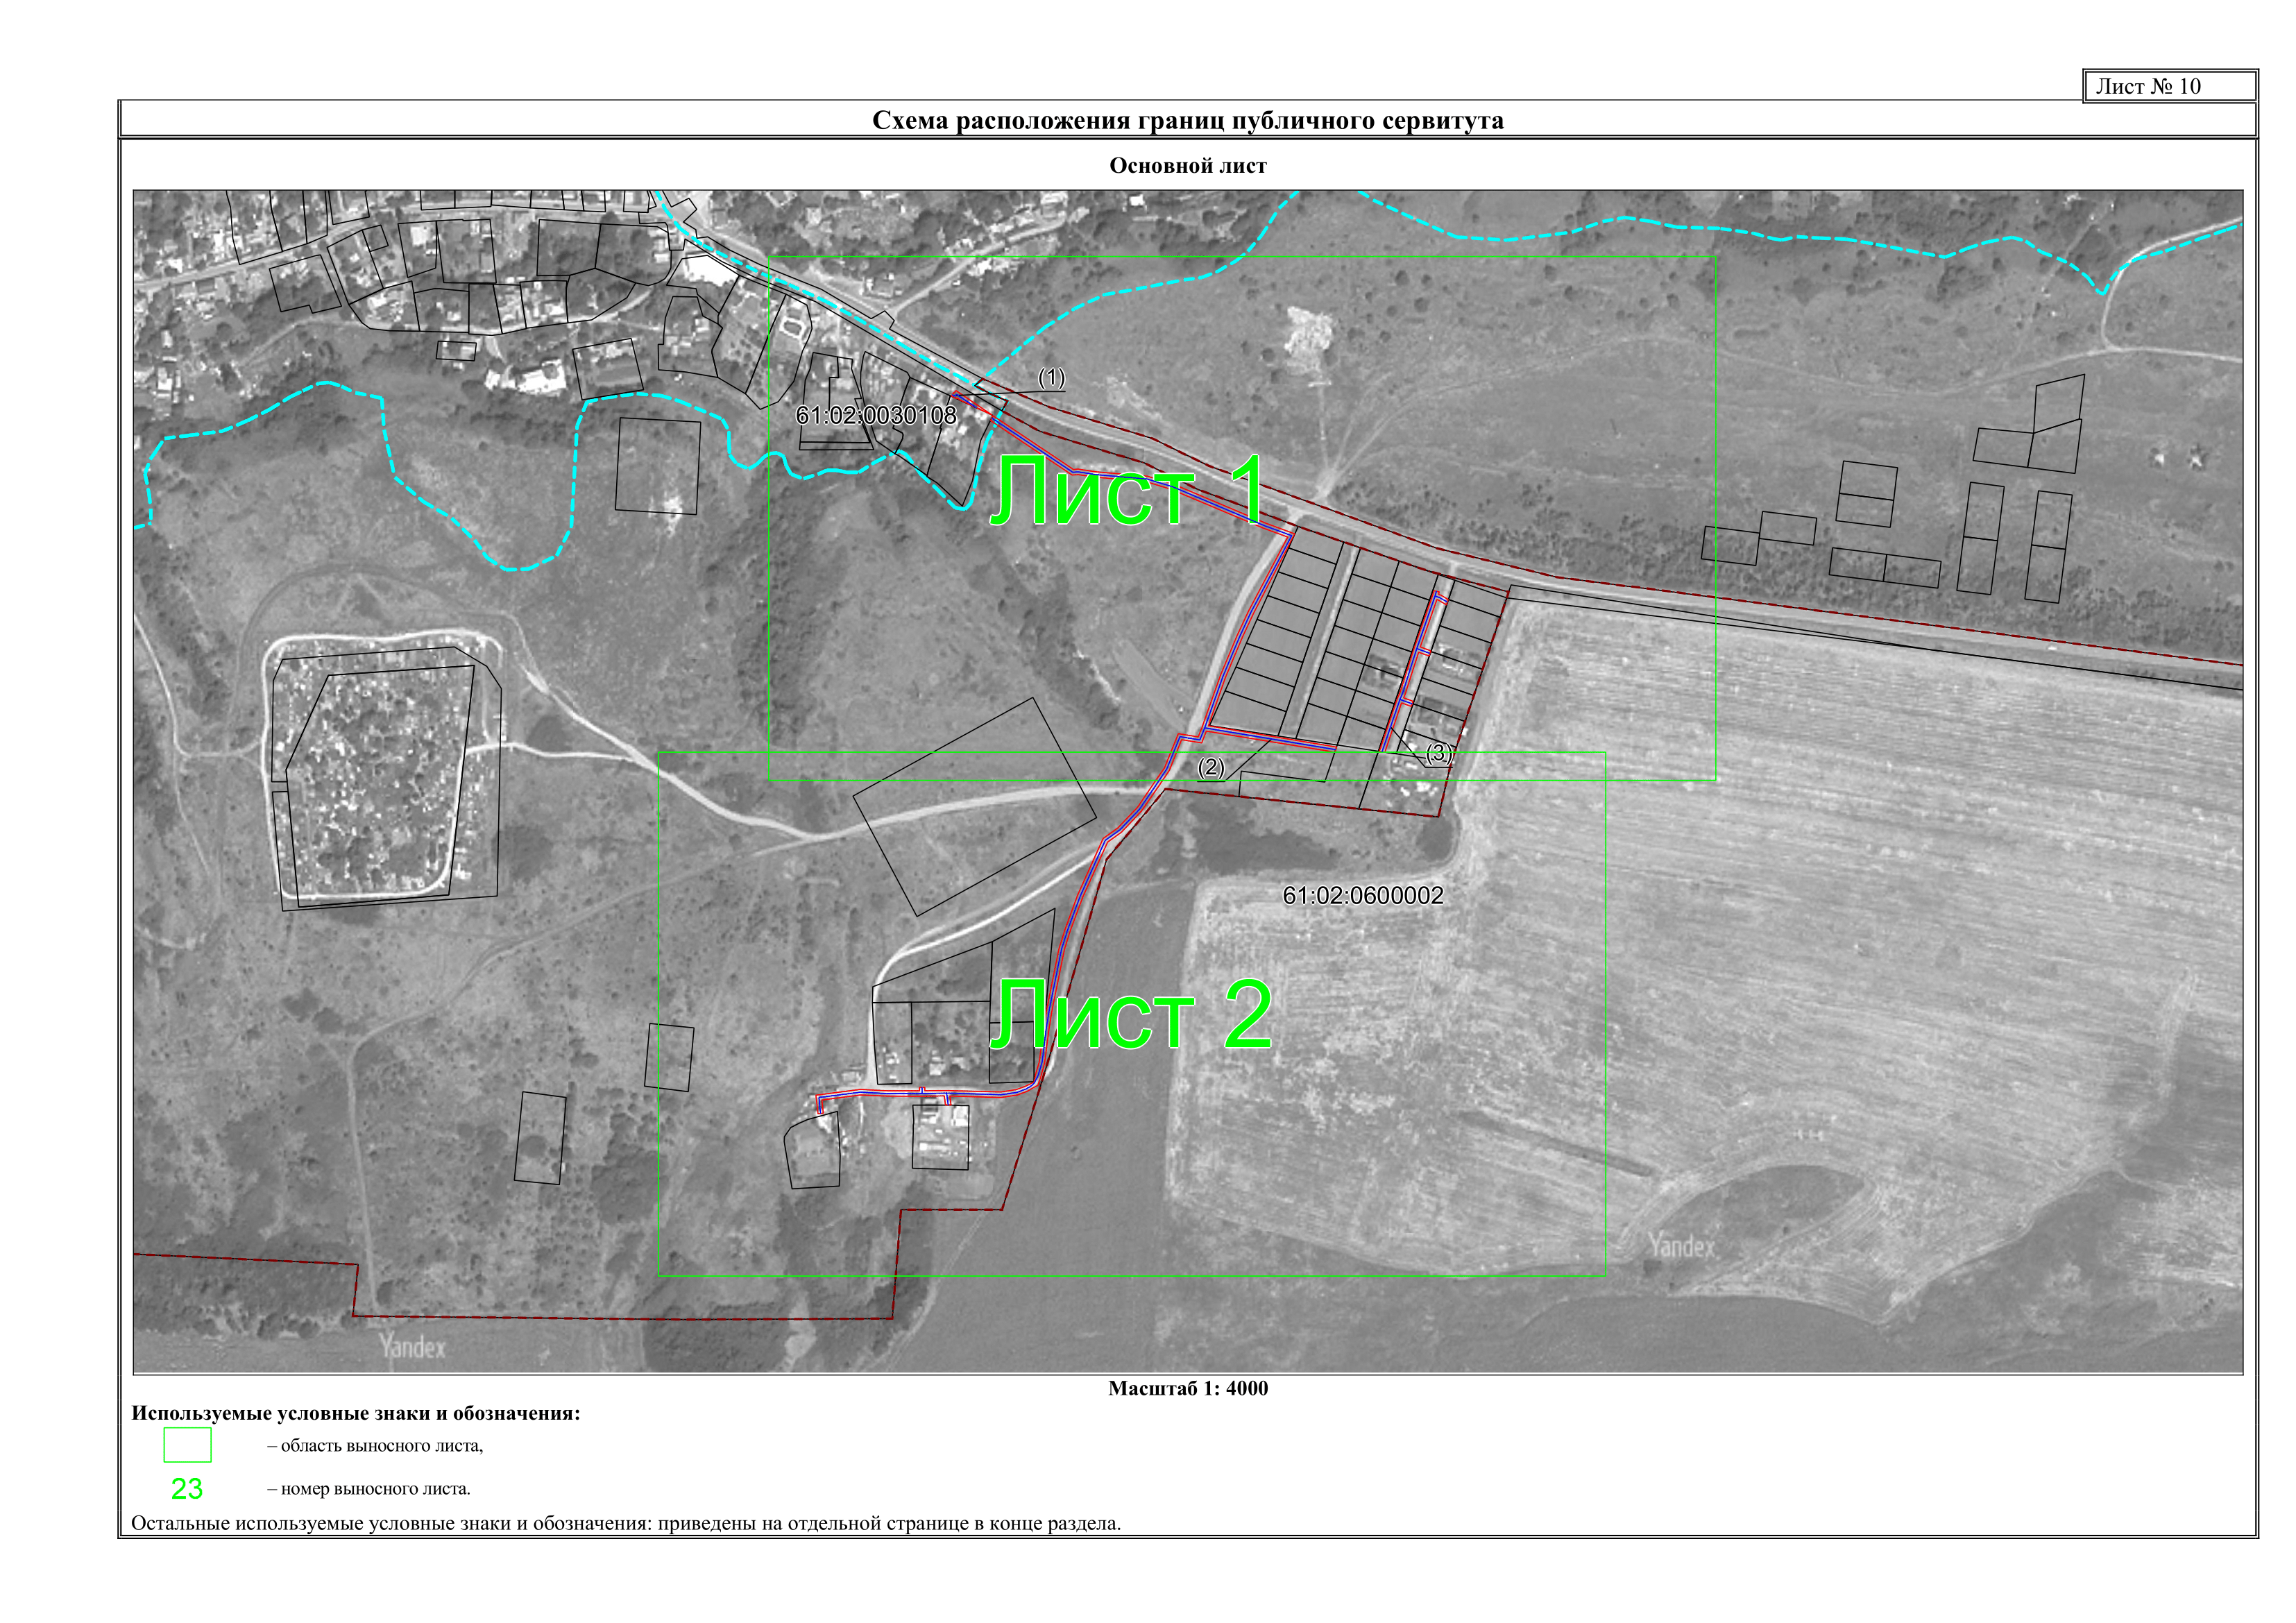 Лист № 10
Схема расположения границ публичного сервитута
Основной лист
(1)
61:02:0030108
Лист 1
(2)
(3)
61:02:0600002
Лист 2
Yandex
Yandex
Масштаб 1: 4000
Используемые условные знаки и обозначения:
– область выносного листа,
23 – номер выносного листа.
Остальные используемые условные знаки и обозначения: приведены на отдельной странице в конце раздела.